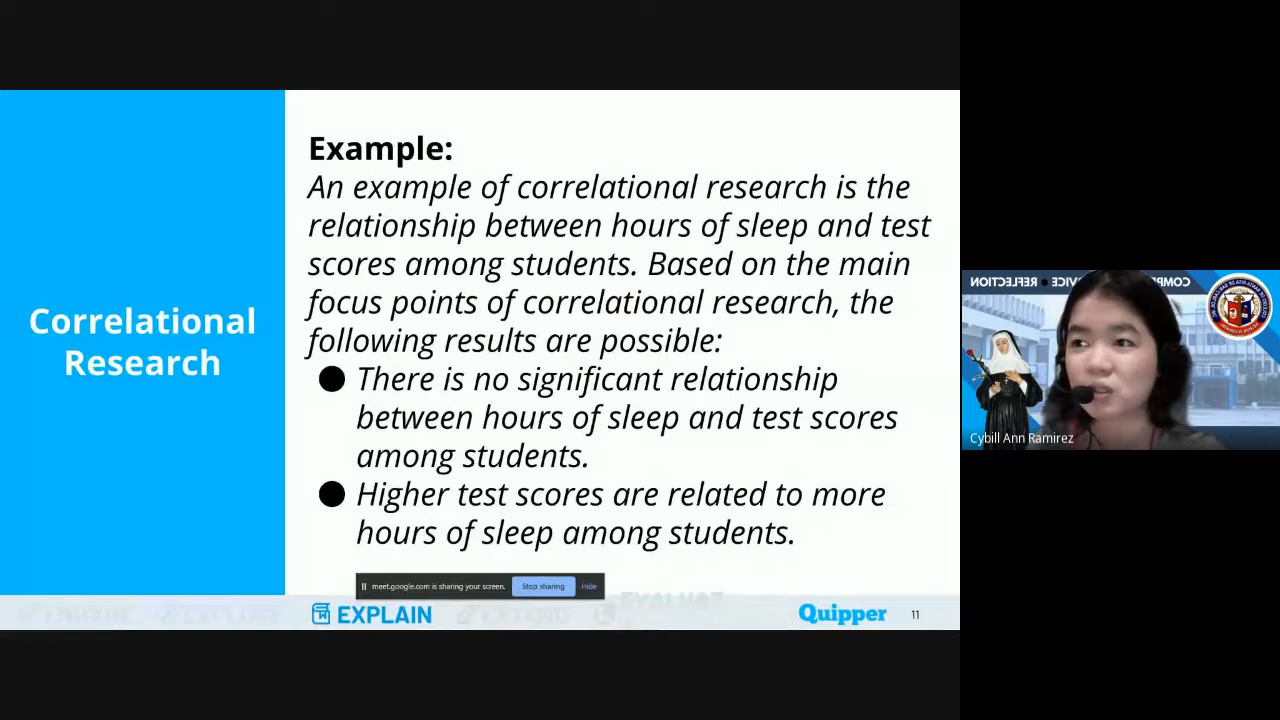 Correlational
Research
Example:
An example of correlational research is the
relationship between hours of sleep and test
scores among students. Based on the main
focus points of correlational research, the
following results are possible:
● There is no significant relationship
between hours of sleep and test scores
among students.
● Higher test scores are related to more
hours of sleep among students.
meet.google.com is sharing your screen. Stop sharing Hide
EXPLAIN
Quipper 11
REFLECTION
Cybill Ann Ramirez